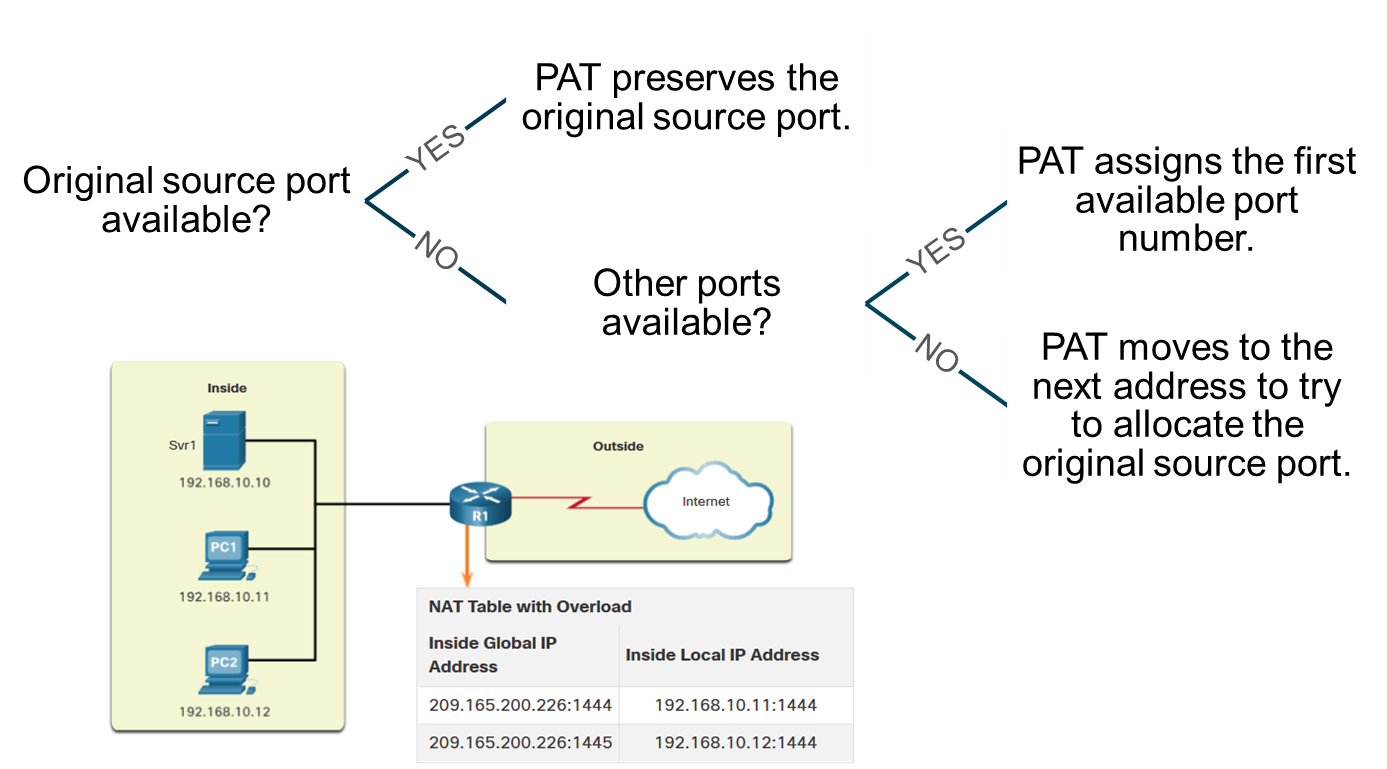 PAT preserves the
original source port.
YES
Original source port
available?
NO
PAT assigns the first
available port
number.
YES
Other ports
available?
NO
PAT moves to the
next address to try
to allocate the
original source port.
Inside
Svr1
192.168.10.10
PC1
192.168.10.11
PC2
192.168.10.12
R1
Outside
Internet
NAT Table with Overload
Inside Global IP
Address
Inside Local IP Address
209.165.200.226:1444 192.168.10.11:1444
209.165.200.226:1445 192.168.10.12:1444